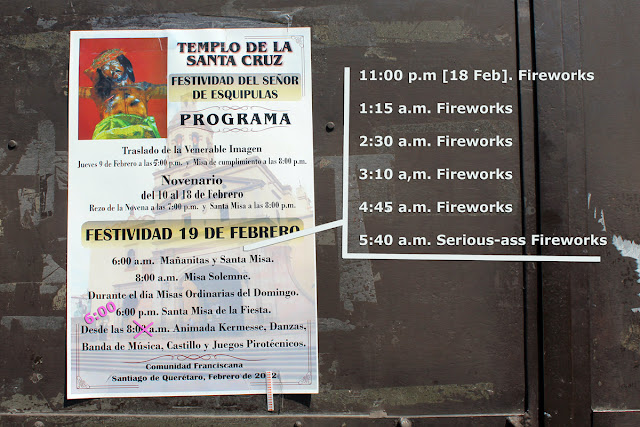 TEMPLO DE LA
SANTA CRUZ
FESTIVIDAD DEL SEÑOR
DE ESQUIPULAS
PROGRAMA
Traslado de la Venerable Imagen
Jueves 9 de Febrero a las 5:00 p.m. y Misa de cumplimiento a las 8:00 p.m.
Novenario
del 10 al 18 de Febrero
Rezo de la Novena a las 7:00 p.m. y Santa Misa a las 8:00 p.m.
FESTIVIDAD 19 DE FEBRERO
6:00 a.m. Mañanitas y Santa Misa.
8:00 a.m. Misa Solemne.
Durante el día Misas Ordinarias del Domingo.
6:00 p.m. Santa Misa de la Fiesta.
6:00
Desde las 8:00 a.m. Animada Kermesse, Danzas,
Banda de Música, Castillo y Juegos Pirotécnicos.
Comunidad Franciscana
Santiago de Querétaro, Febrero de 2012
11:00 p.m [18 Feb]. Fireworks
1:15 a.m. Fireworks
2:30 a.m. Fireworks
3:10 a,m. Fireworks
4:45 a.m. Fireworks
5:40 a.m. Serious-ass Fireworks